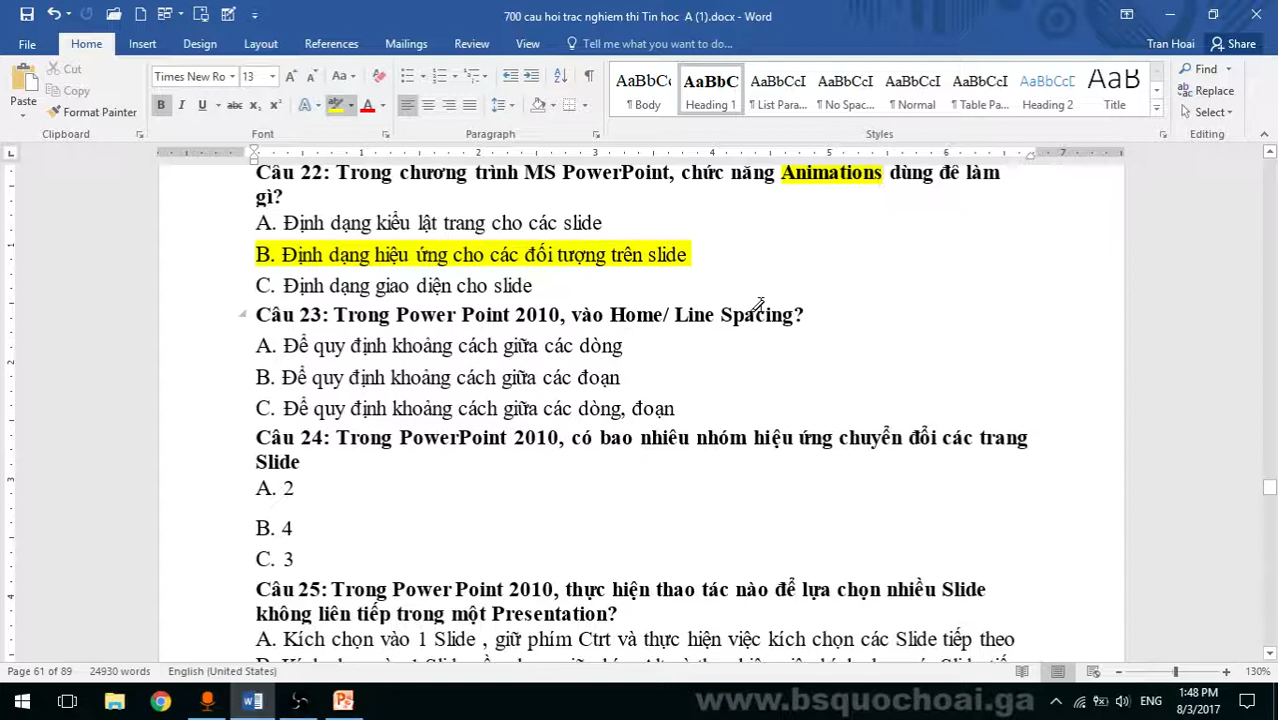 700 cau hoi trac nghiem thi Tin hoc A (1).docx - Word
File Home Insert Design Layout References Mailings Review View Tell me what you want to do... Tran Hoai Share
Cut
Copy
Format Painter
Paste
Times New Ro 13
AaBbCc AaBbC AaBbCcI AaBbCcI AaBbCcI AaBbCcI AaBbCcD AaB
¶ Body Heading 1 ¶ List Para... ¶ No Spac... ¶ Normal ¶ Table Pa... Heading 2 Title
Find
Replace
Select
Clipboard Font Paragraph Styles Editing
Câu 22: Trong chương trình MS PowerPoint, chức năng Animations dùng để làm
gì?
A. Định dạng kiểu lật trang cho các slide
B. Định dạng hiệu ứng cho các đối tượng trên slide
C. Định dạng giao diện cho slide
Câu 23: Trong Power Point 2010, vào Home/ Line Spacing?
A. Để quy định khoảng cách giữa các dòng
B. Để quy định khoảng cách giữa các đoạn
C. Để quy định khoảng cách giữa các dòng, đoạn
Câu 24: Trong PowerPoint 2010, có bao nhiêu nhóm hiệu ứng chuyển đổi các trang
Slide
A. 2
B. 4
C. 3
Câu 25: Trong Power Point 2010, thực hiện thao tác nào để lựa chọn nhiều Slide
không liên tiếp trong một Presentation?
A. Kích chọn vào 1 Slide , giữ phím Ctrt và thực hiện việc kích chọn các Slide tiếp theo
Page 61 of 89 24930 words English (United States) 130%
www.bsquochoai.ga
ENG 1:48 PM
8/3/2017